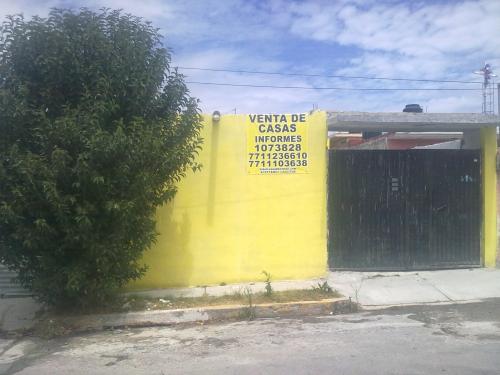 VENTA DE
CASAS
INFORMES
1073828
7711236610
7711103638